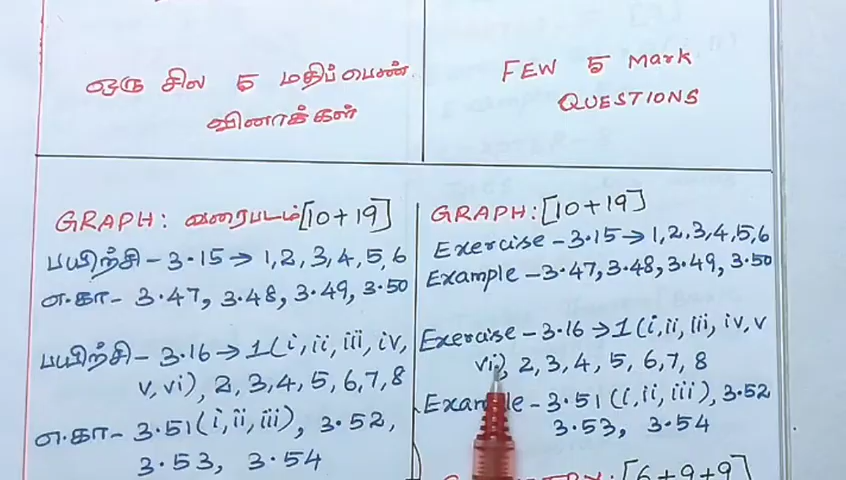 ஒரு சில 5 மதிப்பெண்
வினாக்கள்
FEW 5 Mark
QUESTIONS
GRAPH: வரைபடம் [10+19]
பயிற்சி - 3.15 → 1, 2, 3, 4, 5, 6
எ.கா - 3.47, 3.48, 3.49, 3.50
பயிற்சி - 3.16 → 1 (i, ii, iii, iv,
v, vi), 2, 3, 4, 5, 6, 7, 8
எ.கா - 3.51 (i, ii, iii), 3.52,
3.53, 3.54
GRAPH: [10+19]
Exercise - 3.15 → 1, 2, 3, 4, 5, 6
Example - 3.47, 3.48, 3.49, 3.50
Exercise - 3.16 → 1 (i, ii, iii, iv, v
vi), 2, 3, 4, 5, 6, 7, 8
Example - 3.51 (i, ii, iii), 3.52
3.53, 3.54
[6+9+9]